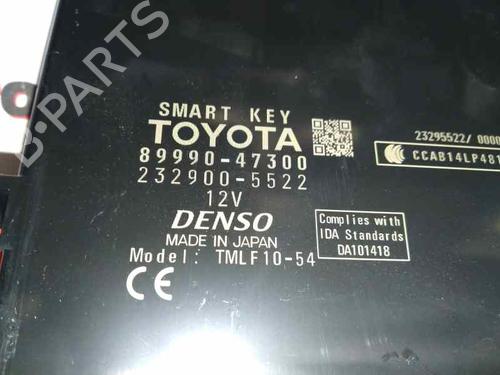 SMART KEY
TOYOTA
89990-47300
232900-5522
12V
DENSO
MADE IN JAPAN
Model: TMLF10-54
CE
23295522/ 0000
CCAB14LP481
Complies with
IDA Standards
DA101418
B-PARTS